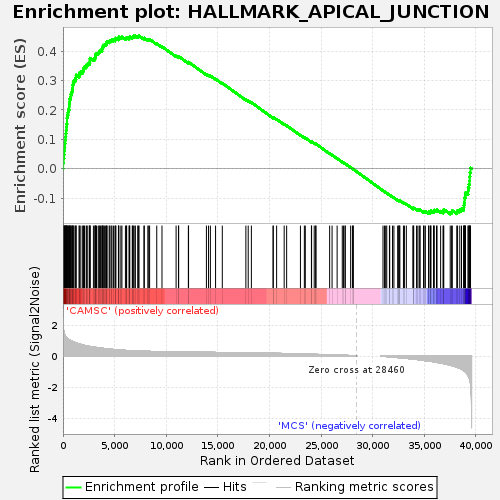 Enrichment plot: HALLMARK_APICAL_JUNCTION
Enrichment score (ES)
0.4
0.3
0.2
0.1
0.0
-0.1
Ranked list metric (Signal2Noise)
'CAMSC' (positively correlated)
2
0
-2
-4
Zero cross at 28460
'MCS' (negatively correlated)
0 5,000 10,000 15,000 20,000 25,000 30,000 35,000 40,000
Rank in Ordered Dataset
Enrichment profile Hits Ranking metric scores